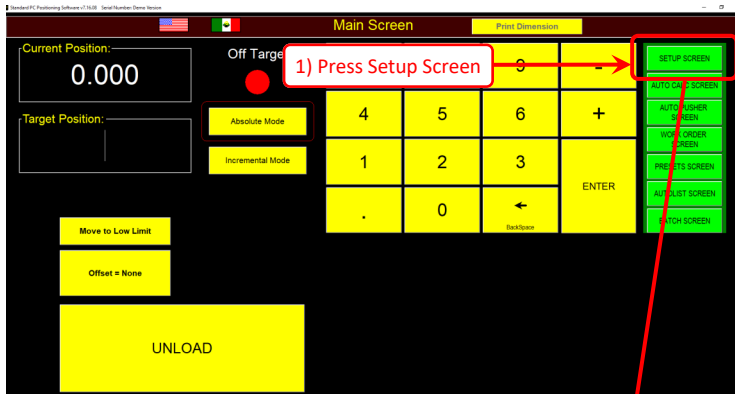 Standard PC Positioning Software v7.16.08 Serial Number: Demo Version
Main Screen
Print Dimension
Current Position:
0.000
Off Targe
1) Press Setup Screen
9
-
SETUP SCREEN
AUTO CALC SCREEN
Target Position:
Absolute Mode
4
5
6
+
AUTO PUSHER
SCREEN
WORK ORDER
SCREEN
Incremental Mode
1
2
3
ENTER
PRESETS SCREEN
AUTOLIST SCREEN
.
0
BackSpace
BATCH SCREEN
Move to Low Limit
Offset = None
UNLOAD